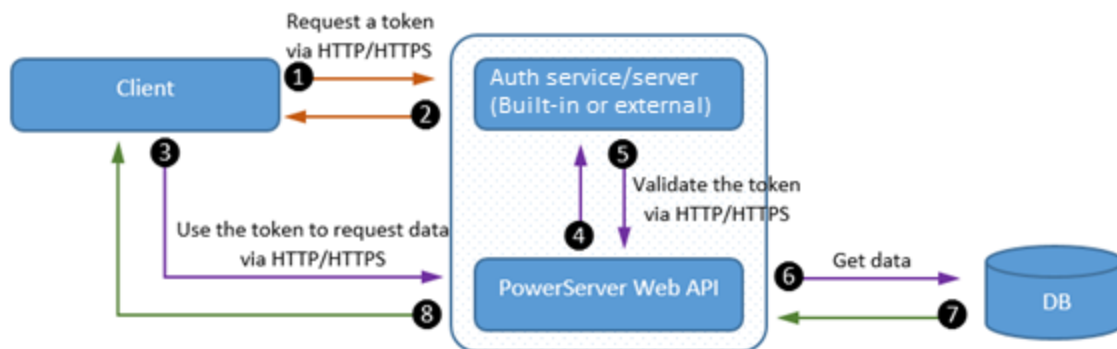 Request a token
via HTTP/HTTPS
Client
1
2
Auth service/server
(Built-in or external)
3
4
5
Validate the token
via HTTP/HTTPS
Use the token to request data
via HTTP/HTTPS
PowerServer Web API
6
Get data
7
8
DB